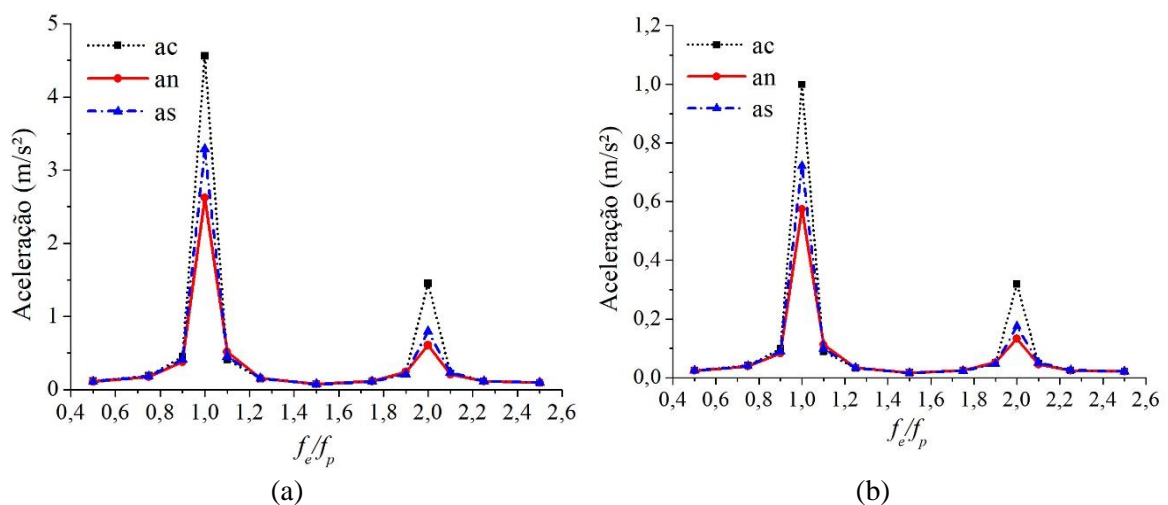 5
4
3
2
1
0
Aceleração (m/s²)
ac
an
as
0,4 0,6 0,8 1,0 1,2 1,4 1,6 1,8 2,0 2,2 2,4 2,6
fe/fp
(a)
1,2
1,0
0,8
0,6
0,4
0,2
0,0
Aceleração (m/s²)
ac
an
as
0,4 0,6 0,8 1,0 1,2 1,4 1,6 1,8 2,0 2,2 2,4 2,6
fe/fp
(b)